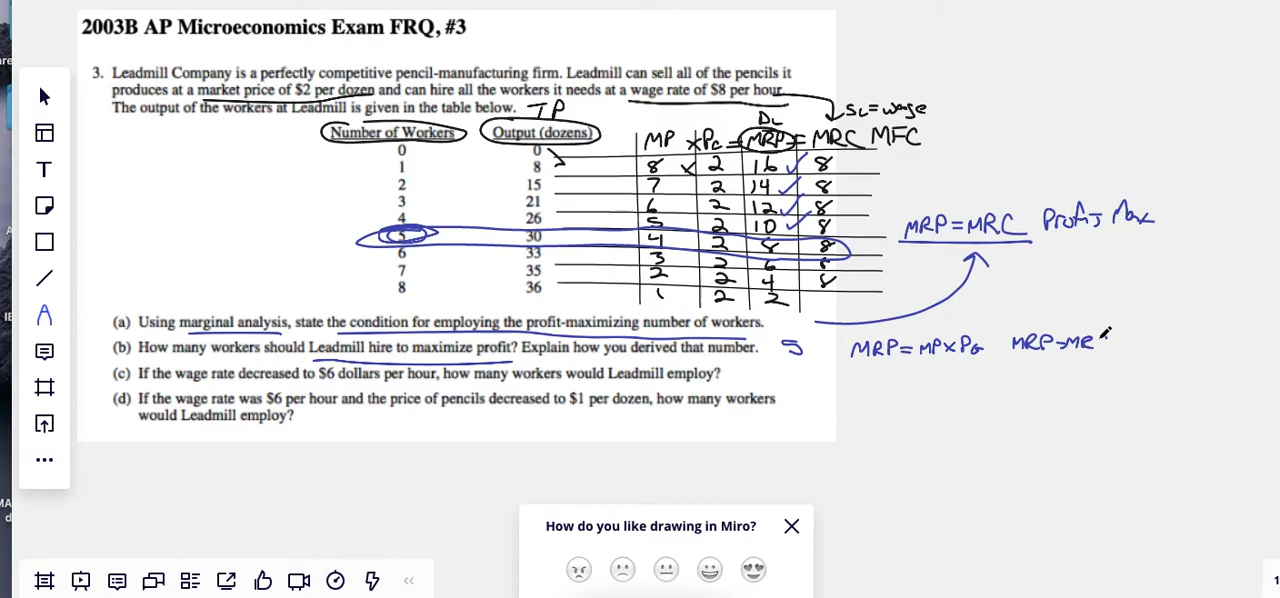 2003B AP Microeconomics Exam FRQ, #3
3. Leadmill Company is a perfectly competitive pencil-manufacturing firm. Leadmill can sell all of the pencils it
produces at a market price of $2 per dozen and can hire all the workers it needs at a wage rate of $8 per hour.
The output of the workers at Leadmill is given in the table below. TP
SL = wage
DL
Number of Workers Output (dozens) MP x PG = MRP = MRC MFC
0 0
1 8 8 x 2 16 ✓ 8
2 15 7 2 14 ✓ 8
3 21 6 2 12 ✓ 8
4 26 5 2 10 ✓ 8
5 30 4 2 8 8
6 33 3 2 6
7 35 2 2 4 8
8 36 1 2 2
MRP=MRC Profit Max
(a) Using marginal analysis, state the condition for employing the profit-maximizing number of workers.
(b) How many workers should Leadmill hire to maximize profit? Explain how you derived that number. 5 MRP = MP x PG MRP=MR
(c) If the wage rate decreased to $6 dollars per hour, how many workers would Leadmill employ?
(d) If the wage rate was $6 per hour and the price of pencils decreased to $1 per dozen, how many workers
would Leadmill employ?
How do you like drawing in Miro?